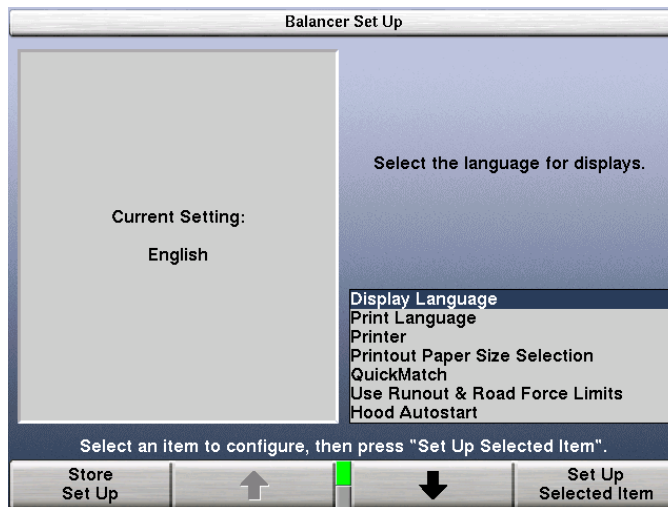 Balancer Set Up
Current Setting:
English
Select the language for displays.
Display Language
Print Language
Printer
Printout Paper Size Selection
QuickMatch
Use Runout & Road Force Limits
Hood Autostart
Select an item to configure, then press "Set Up Selected Item".
Store
Set Up
Set Up
Selected Item